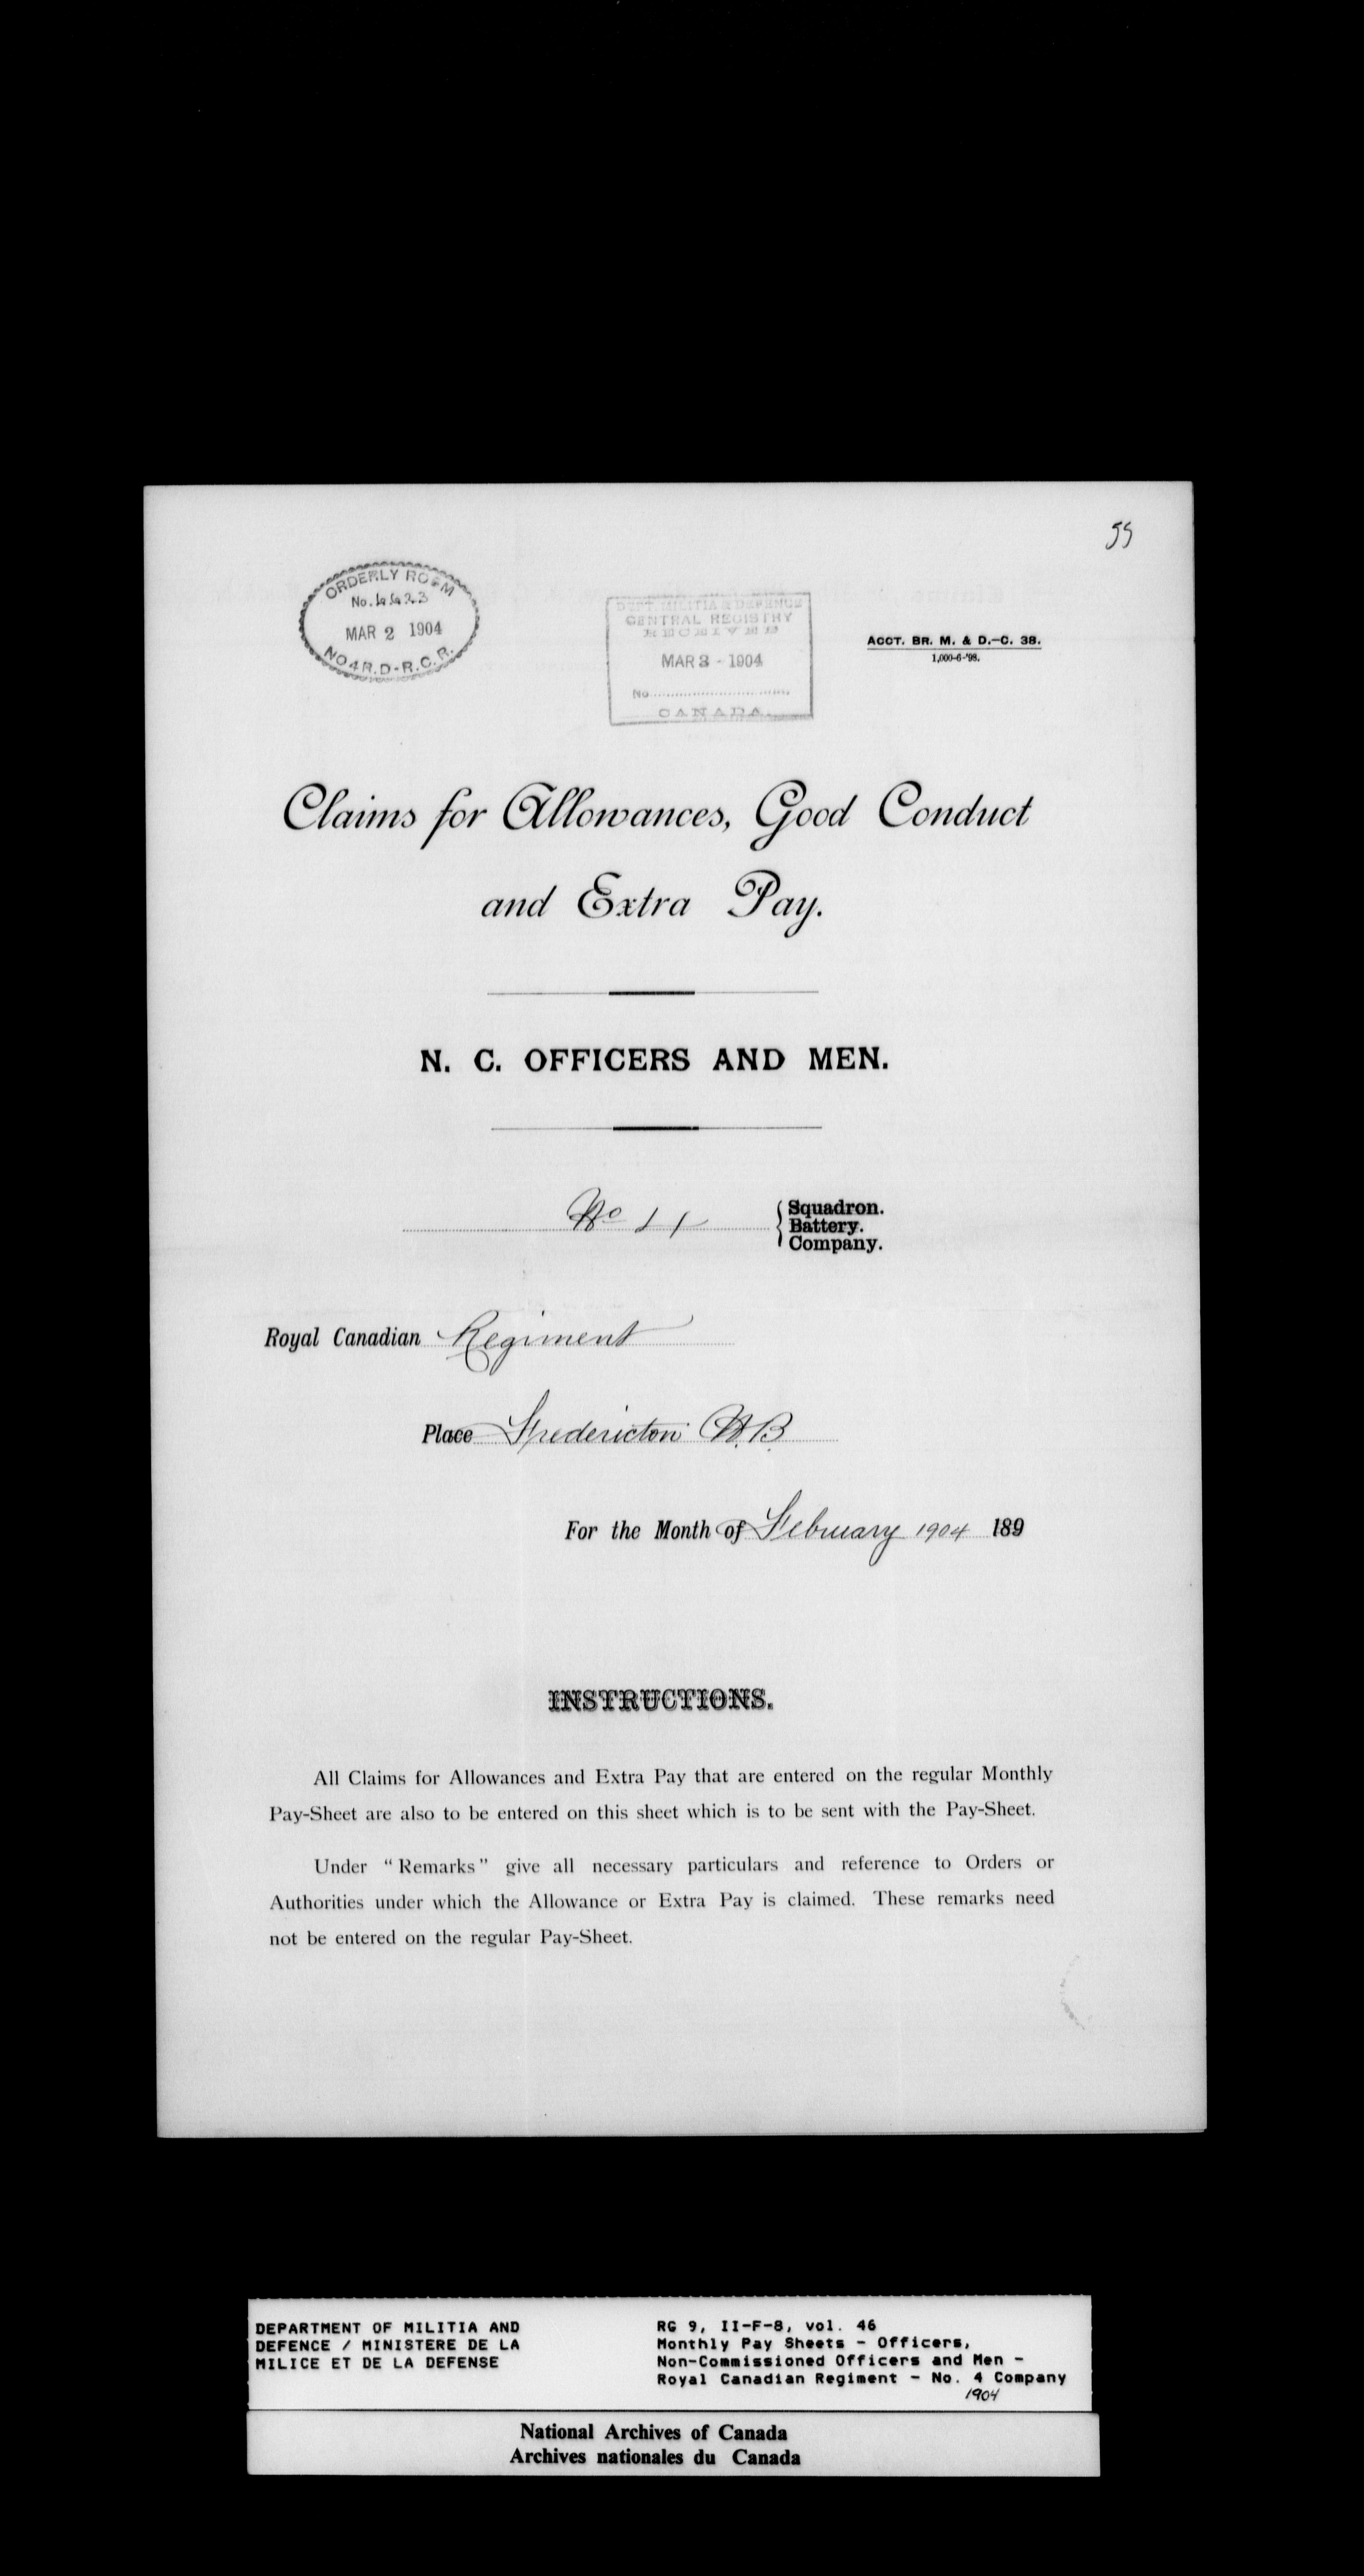 55
ORDERLY ROOM
No.
MAR 2 1904
NO 4 R.D - R.C.R.
DEPT. MILITIA & DEFENCE
CENTRAL REGISTRY
RECEIVED
MAR 3 - 1904
No
CANADA.
ACCT. BR. M. & D.-C. 38.
1,000-6-'98.
Claims for Allowances, Good Conduct
and Extra Pay.
N. C. OFFICERS AND MEN.
No
Squadron.
Battery.
Company.
Royal Canadian Regiment
Place Fredericton N.B.
For the Month of February 1904 189
INSTRUCTIONS.
All Claims for Allowances and Extra Pay that are entered on the regular Monthly
Pay-Sheet are also to be entered on this sheet which is to be sent with the Pay-Sheet.
Under "Remarks" give all necessary particulars and reference to Orders or
Authorities under which the Allowance or Extra Pay is claimed. These remarks need
not be entered on the regular Pay-Sheet.
DEPARTMENT OF MILITIA AND
DEFENCE / MINISTERE DE LA
MILICE ET DE LA DEFENSE
RG 9, II-F-8, vol. 46
Monthly Pay Sheets - Officers,
Non-Commissioned Officers and Men -
Royal Canadian Regiment - No. 4 Company
1904
National Archives of Canada
Archives nationales du Canada